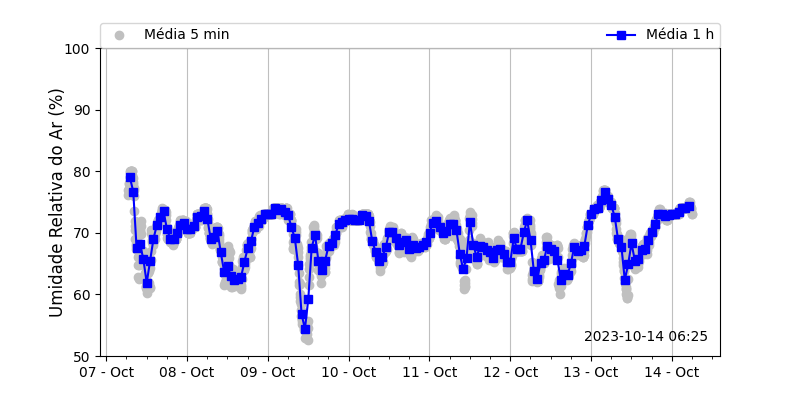 Média 5 min
Média 1 h
Umidade Relativa do Ar (%)
100
90
80
70
60
50
2023-10-14 06:25
07 - Oct
08 - Oct
09 - Oct
10 - Oct
11 - Oct
12 - Oct
13 - Oct
14 - Oct